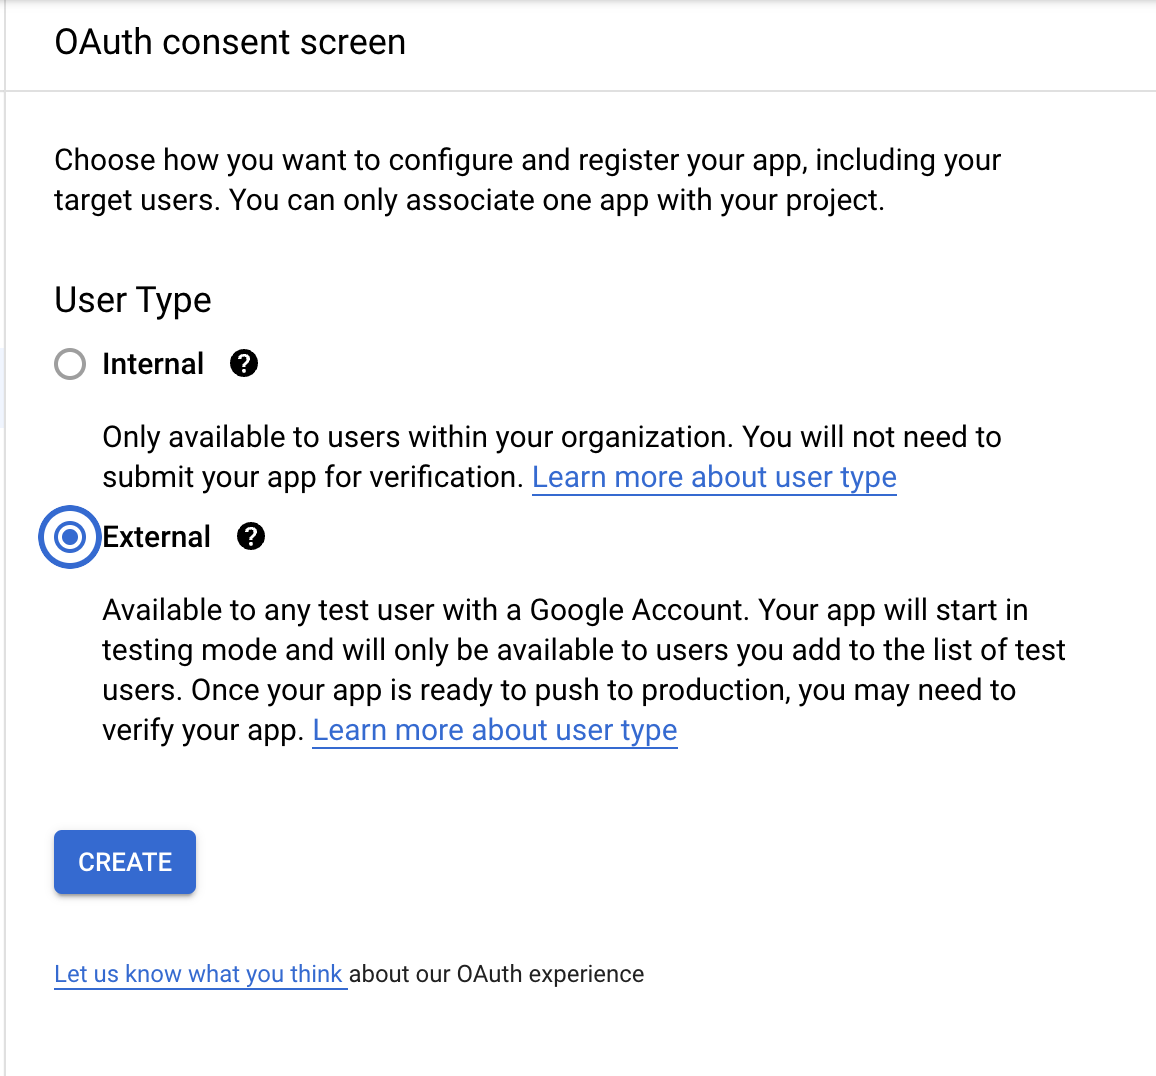 OAuth consent screen
Choose how you want to configure and register your app, including your
target users. You can only associate one app with your project.
User Type
Internal ?
Only available to users within your organization. You will not need to
submit your app for verification. Learn more about user type
External ?
Available to any test user with a Google Account. Your app will start in
testing mode and will only be available to users you add to the list of test
users. Once your app is ready to push to production, you may need to
verify your app. Learn more about user type
CREATE
Let us know what you think about our OAuth experience